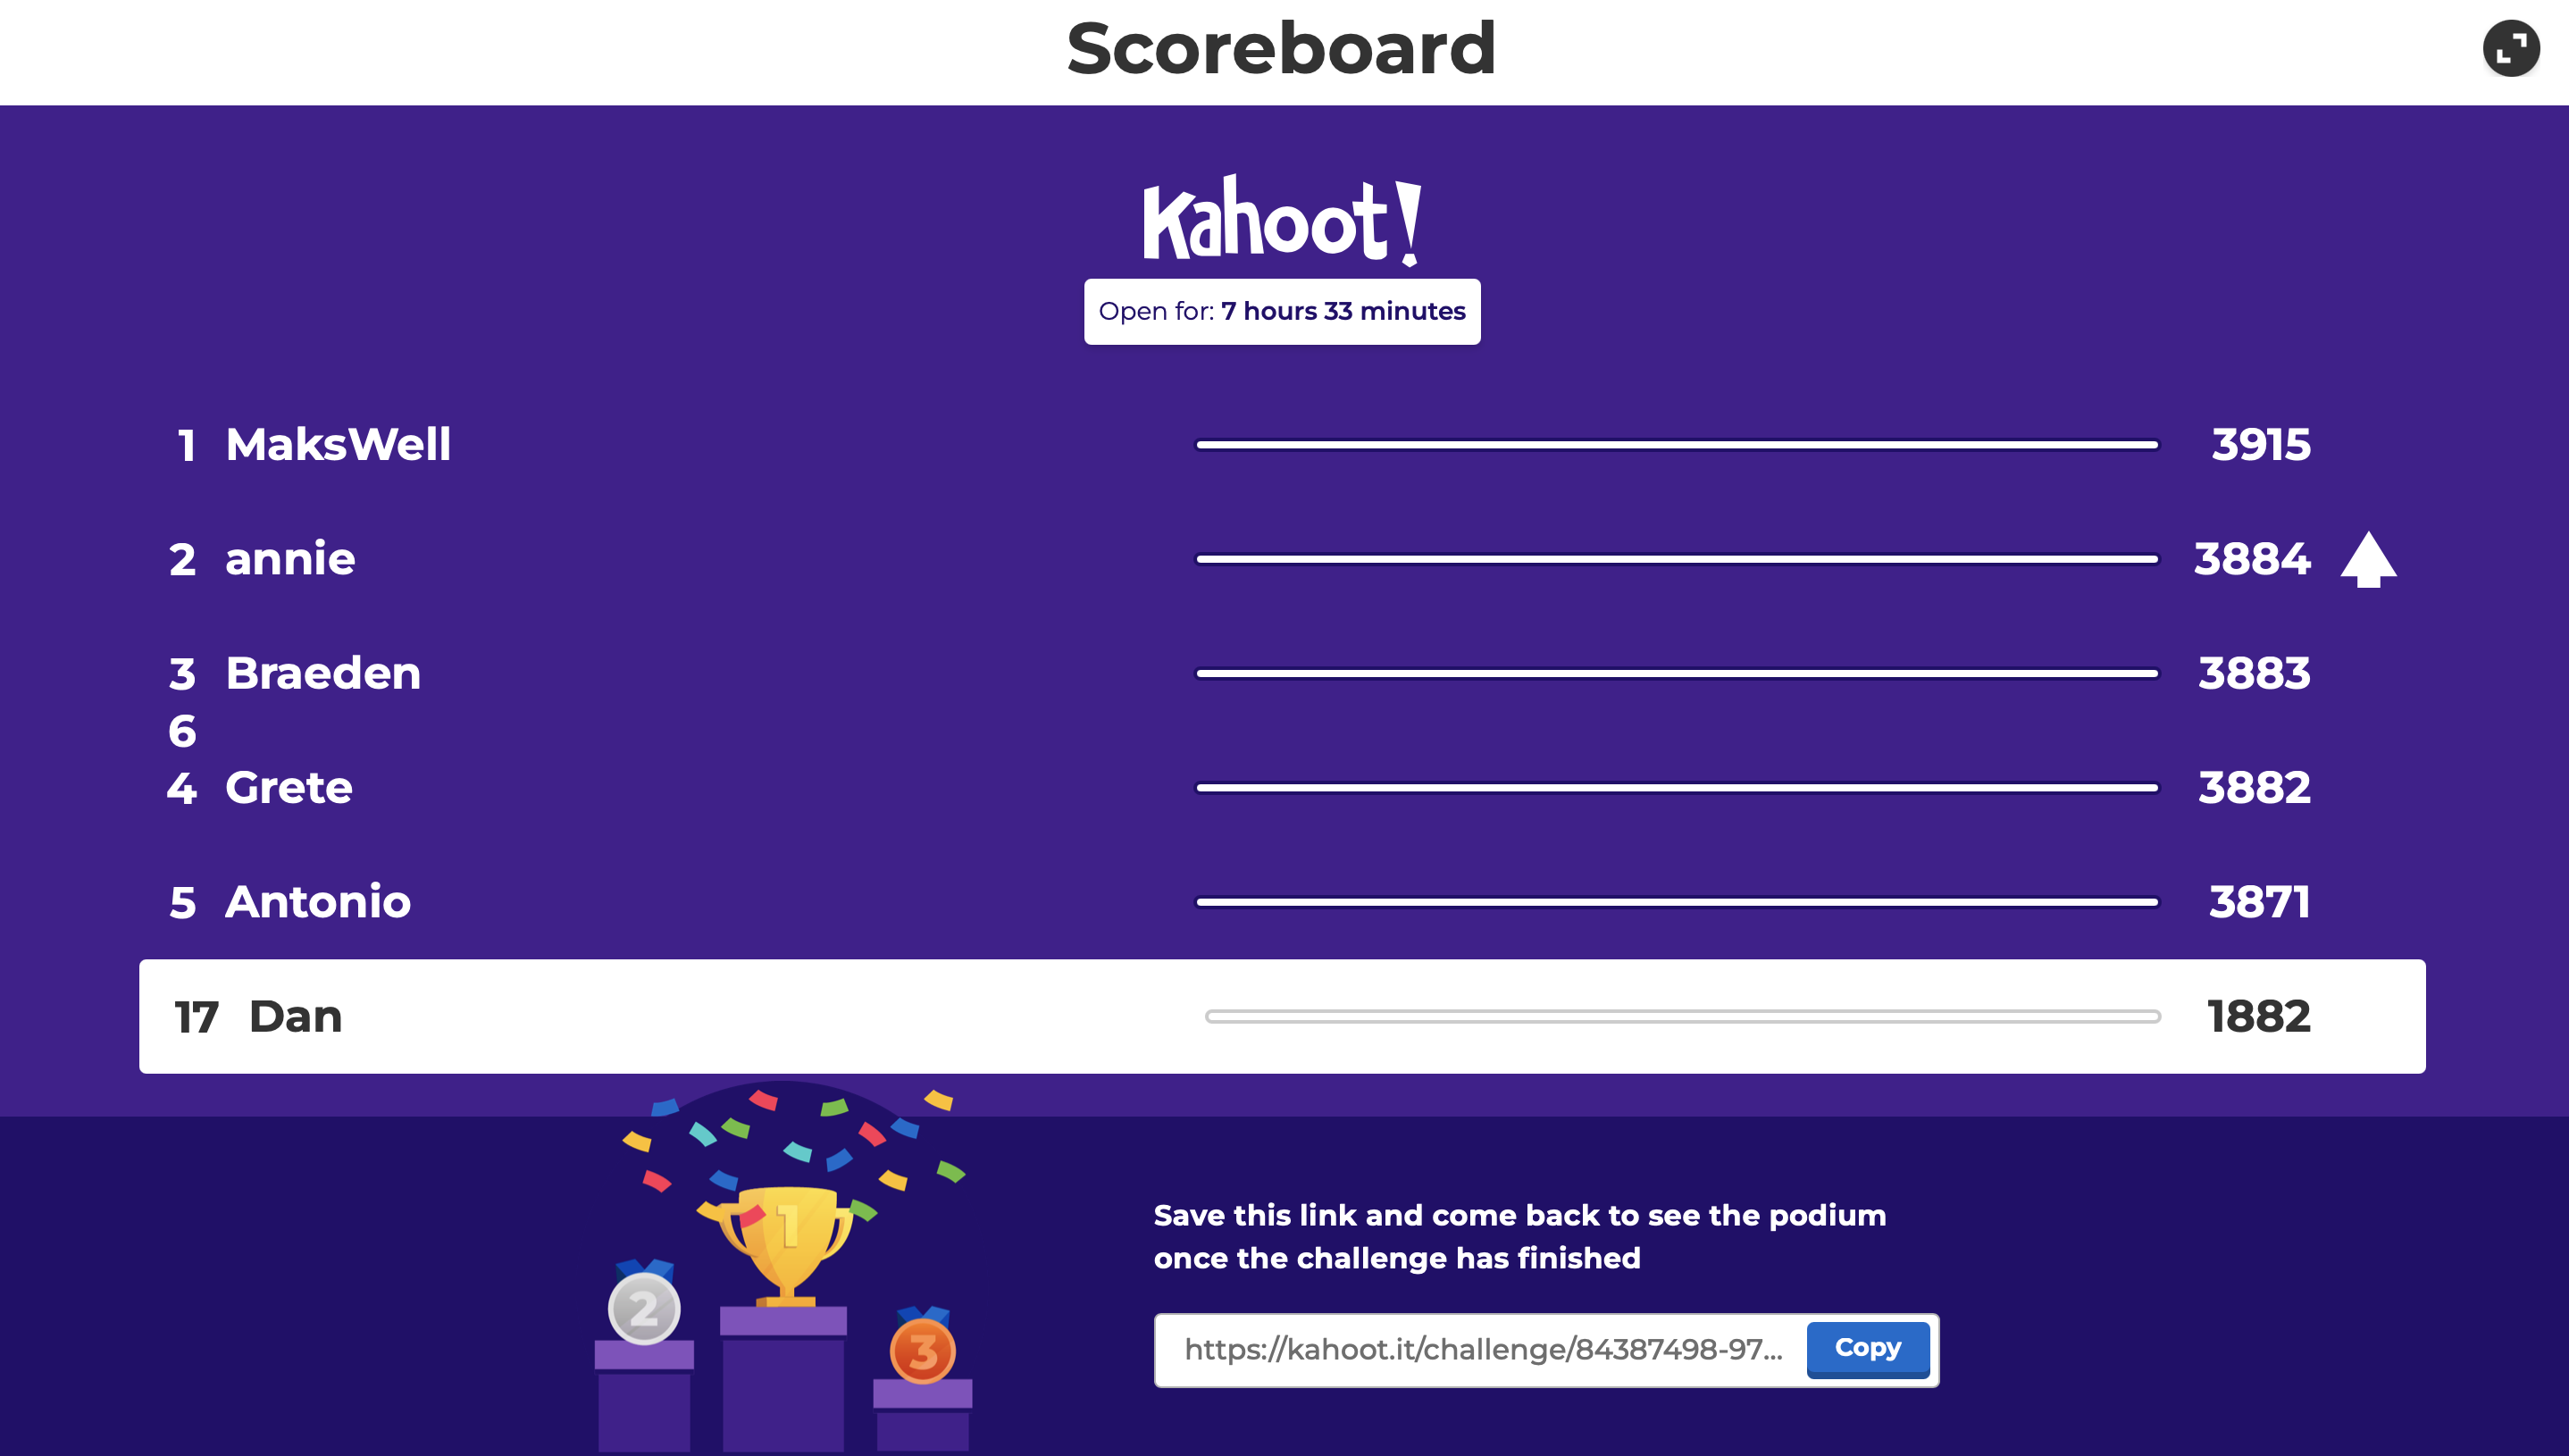 Scoreboard
Kahoot!
Open for: 7 hours 33 minutes
1 MaksWell 3915
2 annie 3884
3 Braeden 3883
6
4 Grete 3882
5 Antonio 3871
17 Dan 1882
1
2
3
Save this link and come back to see the podium
once the challenge has finished
https://kahoot.it/challenge/84387498-97... Copy